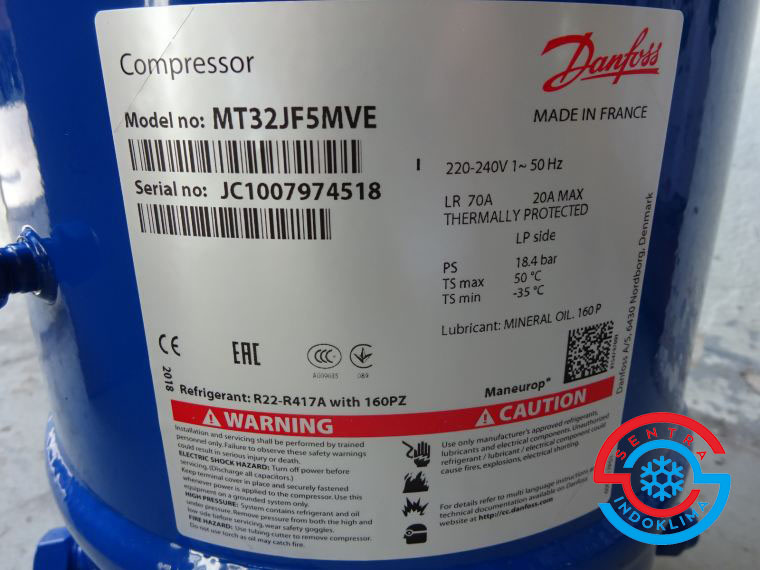 Compressor
Danfoss
MADE IN FRANCE
Model no: MT32JF5MVE
Serial no: JC1007974518
I 220-240V 1~ 50 Hz
LR 70A 20A MAX
THERMALLY PROTECTED
LP side
PS 18.4 bar
TS max 50 °C
TS min -35 °C
Lubricant: MINERAL OIL. 160 P
Danfoss A/S, 6430 Nordborg, Denmark
CE
2018
EAC
CCC
A009635
089
Refrigerant: R22-R417A with 160PZ
Maneurop*
WARNING
Installation and servicing shall be performed by trained
personnel only. Failure to observe these safety warnings
could result in serious injury or death.
ELECTRIC SHOCK HAZARD: Turn off power before
servicing. (Discharge all capacitors.)
Keep terminal cover in place and securely fastened
whenever power is applied to the compressor. Use this
equipment on a grounded system only.
HIGH PRESSURE: System contains refrigerant and oil
under pressure. Remove pressure from both the high and
low side before servicing, wear safety goggles.
FIRE HAZARD: Use tubing cutter to remove compressor.
Do not use torch as oil may catch fire.
CAUTION
Use only manufacturer's approved refrigerants,
lubricants and electrical components. Unauthorized
refrigerant / lubricant / electrical component could
cause fires, explosions, electrical shorting.
For details refer to multi language instructions
technical documentation available on Danfoss
website at http://cc.danfoss.com
SENTRA
INDOKLIMA